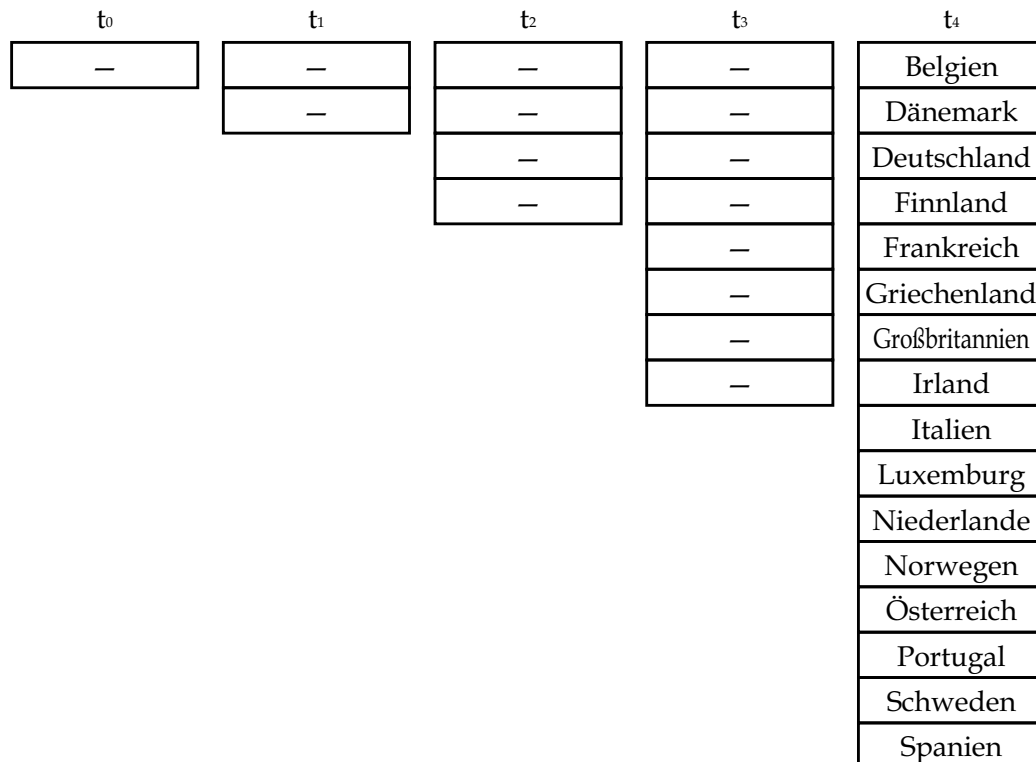 t0 t1 t2 t3 t4
– – – – Belgien
– – – Dänemark
– – Deutschland
– – Finnland
– Frankreich
– Griechenland
– Großbritannien
– Irland
Italien
Luxemburg
Niederlande
Norwegen
Österreich
Portugal
Schweden
Spanien